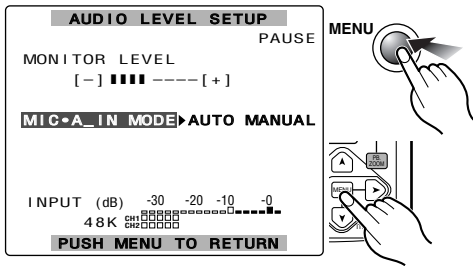 AUDIO LEVEL SETUP
PAUSE
MENU
MONITOR LEVEL
[–] ▮▮▮▮ ––––[+]
MIC•A_IN MODE▶AUTO MANUAL
PB.
ZOOM
MENU
INPUT (dB) -30 -20 -10 -0
48K CH1
CH2
PUSH MENU TO RETURN